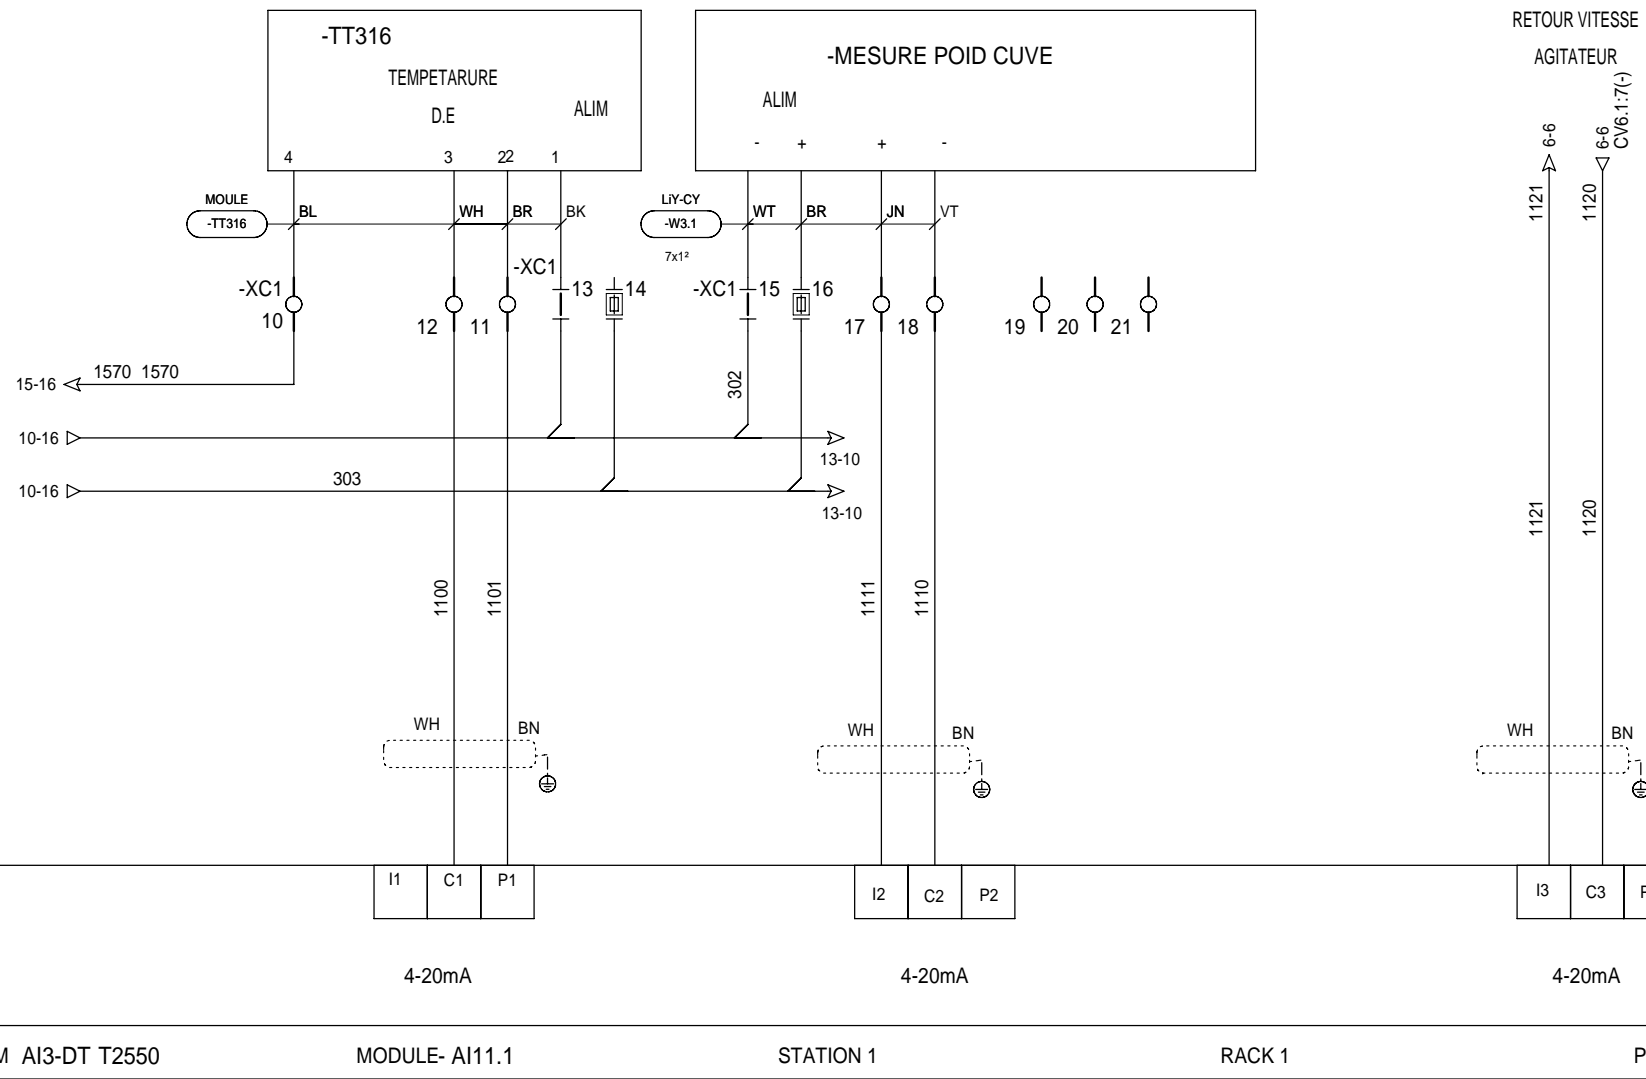 RETOUR VITESSE
-TT316
-MESURE POID CUVE
AGITATEUR
TEMPETARURE
CV6.1:7(-)
ALIM
ALIM
D.E
- + + -
6-6 6-6
4 3 22 1
MOULE
LiY-CY
1121 1120
-TT316 BL WH BR BK
-W3.1 WT BR JN VT
7x1²
-XC1
-XC1 13 14 -XC1 15 16
10 12 11 17 18 19 20 21
1570 1570
15-16
302
10-16
13-10
303
10-16
13-10
1121 1120
1100 1101 1111 1110
WH BN WH BN WH BN
I1 C1 P1
I2 C2 P2
I3 C3 P
4-20mA 4-20mA 4-20mA
M AI3-DT T2550 MODULE- AI11.1 STATION 1 RACK 1 P